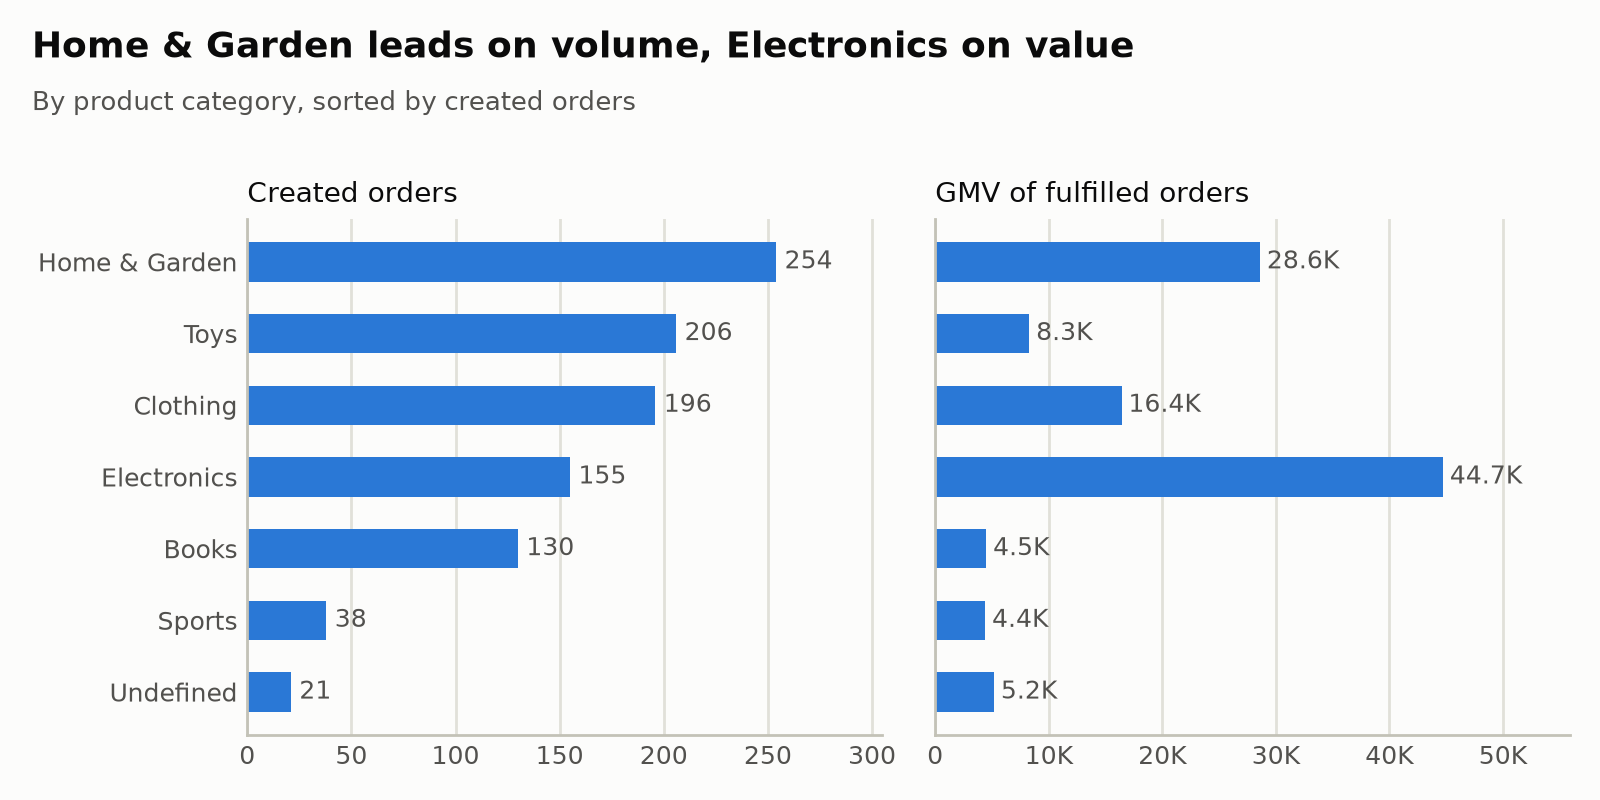 Home & Garden leads on volume, Electronics on value
By product category, sorted by created orders
Created orders
Home & Garden 254
Toys 206
Clothing 196
Electronics 155
Books 130
Sports 38
Undefined 21
0 50 100 150 200 250 300
GMV of fulfilled orders
28.6K
8.3K
16.4K
44.7K
4.5K
4.4K
5.2K
0 10K 20K 30K 40K 50K